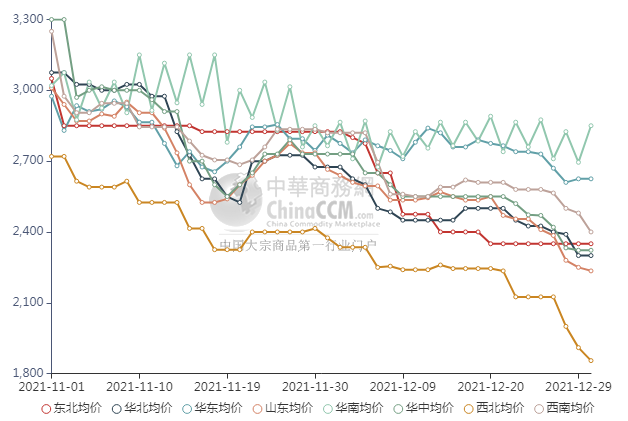 3,300
3,000
2,700
2,400
2,100
1,800
中華商務網
ChinaCCM.com
China Commodity Marketplace
中国大宗商品第一行业门户
2021-11-01 2021-11-10 2021-11-19 2021-11-30 2021-12-09 2021-12-20 2021-12-29
东北均价 华北均价 华东均价 山东均价 华南均价 华中均价 西北均价 西南均价